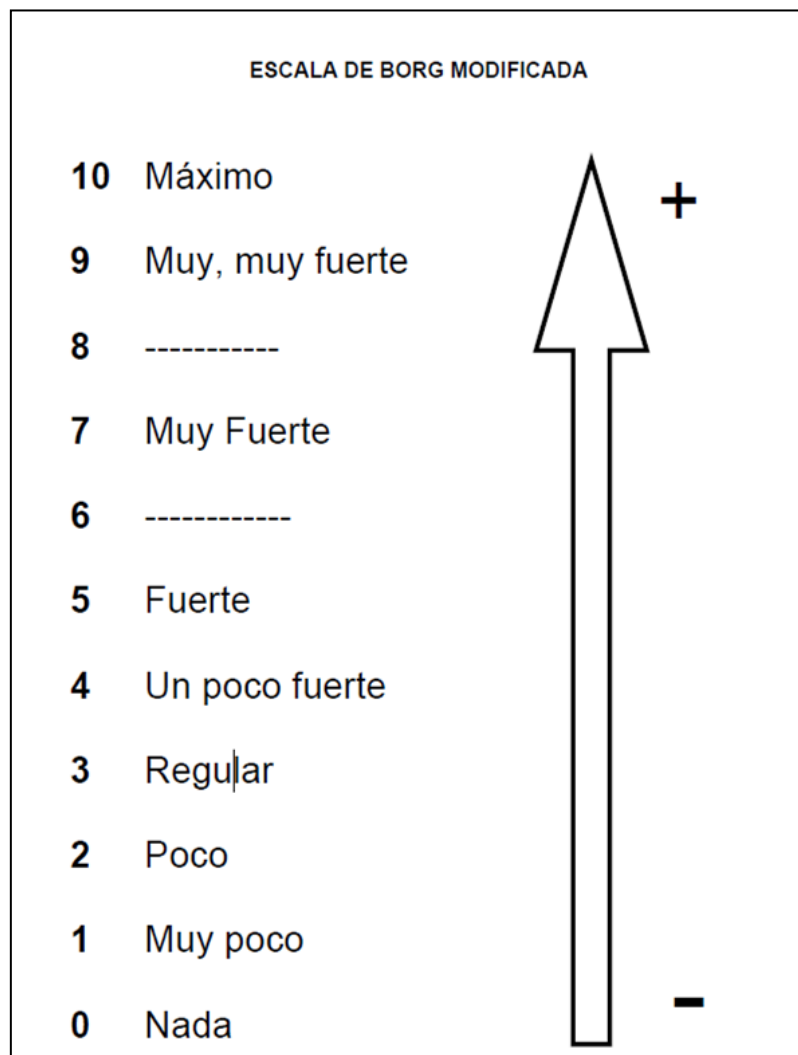 ESCALA DE BORG MODIFICADA
10 Máximo
+
9 Muy, muy fuerte
8 -----------
7 Muy Fuerte
6 ------------
5 Fuerte
4 Un poco fuerte
3 Regular
2 Poco
1 Muy poco
-
0 Nada